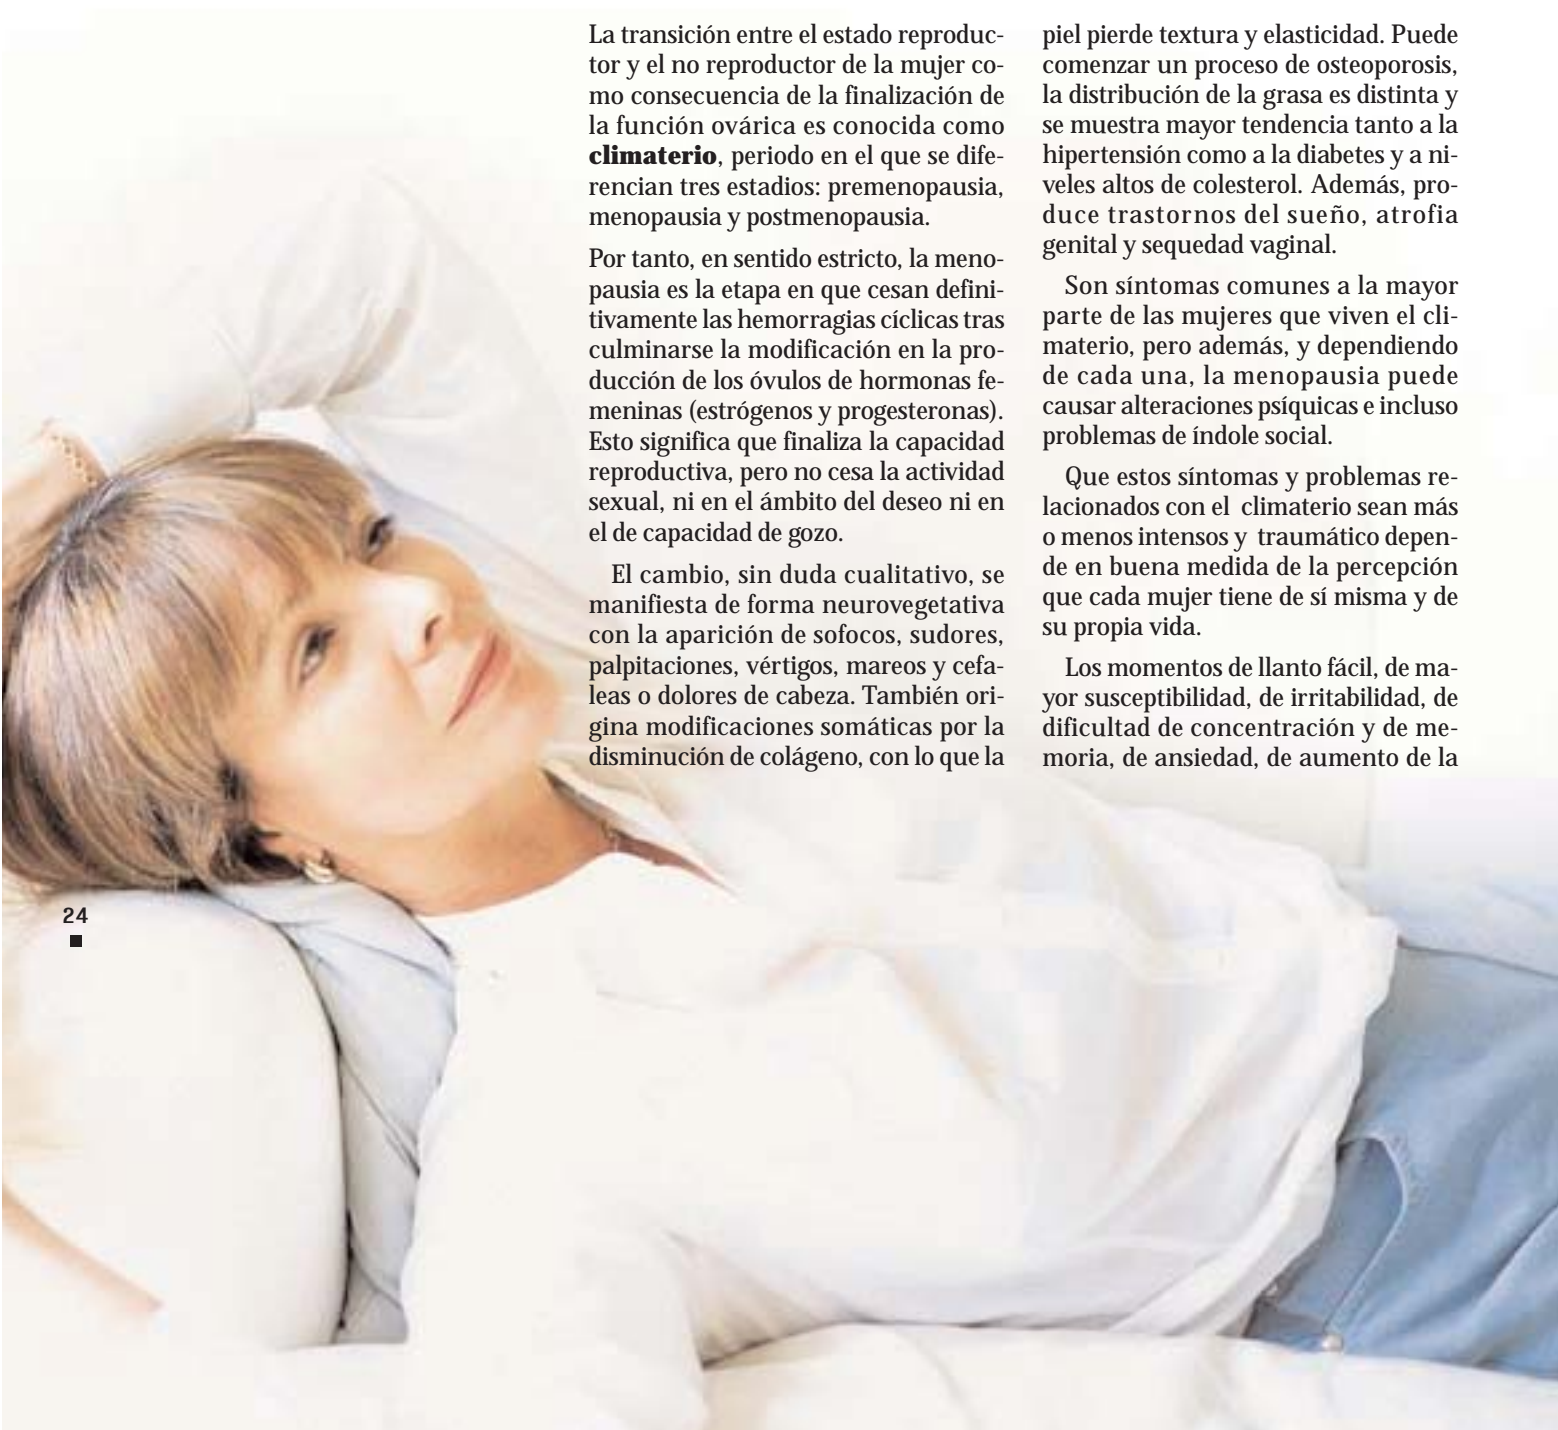 La transición entre el estado reproduc-
tor y el no reproductor de la mujer co-
mo consecuencia de la finalización de
la función ovárica es conocida como
climaterio, periodo en el que se dife-
rencian tres estadios: premenopausia,
menopausia y postmenopausia.
Por tanto, en sentido estricto, la meno-
pausia es la etapa en que cesan defini-
tivamente las hemorragias cíclicas tras
culminarse la modificación en la pro-
ducción de los óvulos de hormonas fe-
meninas (estrógenos y progesteronas).
Esto significa que finaliza la capacidad
reproductiva, pero no cesa la actividad
sexual, ni en el ámbito del deseo ni en
el de capacidad de gozo.
El cambio, sin duda cualitativo, se
manifiesta de forma neurovegetativa
con la aparición de sofocos, sudores,
palpitaciones, vértigos, mareos y cefa-
leas o dolores de cabeza. También ori-
gina modificaciones somáticas por la
disminución de colágeno, con lo que la
piel pierde textura y elasticidad. Puede
comenzar un proceso de osteoporosis,
la distribución de la grasa es distinta y
se muestra mayor tendencia tanto a la
hipertensión como a la diabetes y a ni-
veles altos de colesterol. Además, pro-
duce trastornos del sueño, atrofia
genital y sequedad vaginal.
Son síntomas comunes a la mayor
parte de las mujeres que viven el cli-
materio, pero además, y dependiendo
de cada una, la menopausia puede
causar alteraciones psíquicas e incluso
problemas de índole social.
Que estos síntomas y problemas re-
lacionados con el climaterio sean más
o menos intensos y traumático depen-
de en buena medida de la percepción
que cada mujer tiene de sí misma y de
su propia vida.
Los momentos de llanto fácil, de ma-
yor susceptibilidad, de irritabilidad, de
dificultad de concentración y de me-
moria, de ansiedad, de aumento de la
24